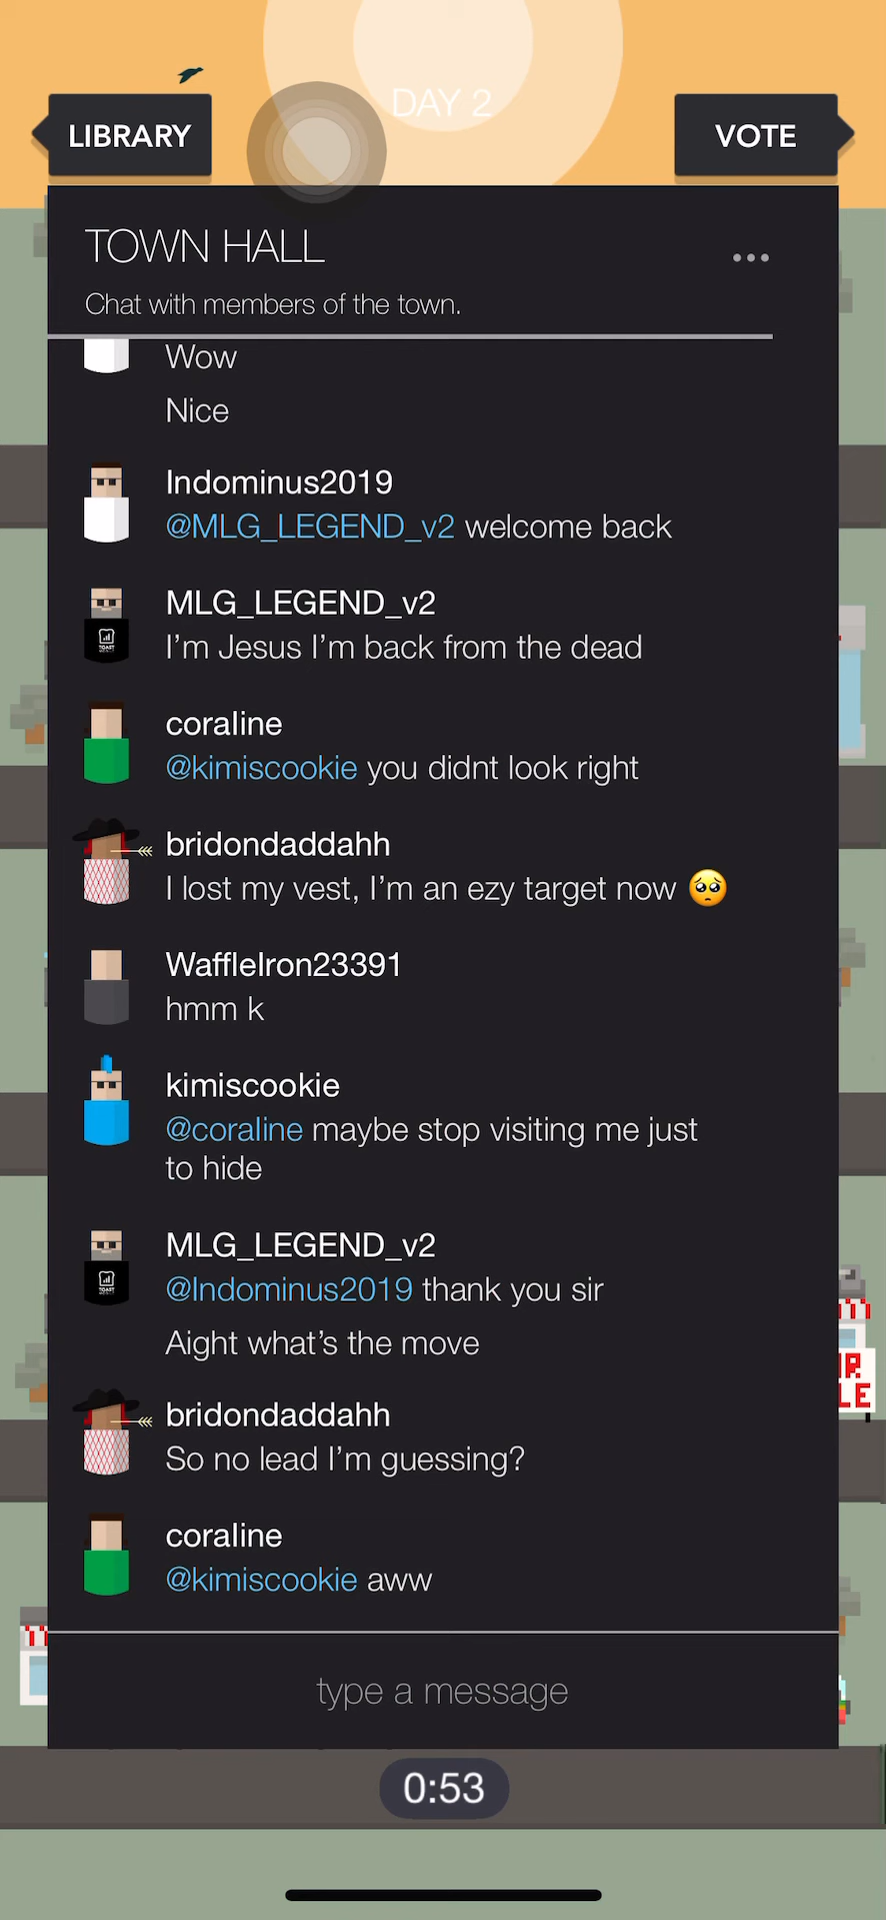 DAY 2
LIBRARY
VOTE
TOWN HALL
Chat with members of the town.
Wow
Nice
Indominus2019
@MLG_LEGEND_v2 welcome back
MLG_LEGEND_v2
TOAST
I'm Jesus I'm back from the dead
coraline
@kimiscookie you didnt look right
bridondaddahh
I lost my vest, I'm an ezy target now 🥺
WaffleIron23391
hmm k
kimiscookie
@coraline maybe stop visiting me just
to hide
MLG_LEGEND_v2
TOAST
@Indominus2019 thank you sir
Aight what's the move
bridondaddahh
So no lead I'm guessing?
coraline
@kimiscookie aww
type a message
0:53